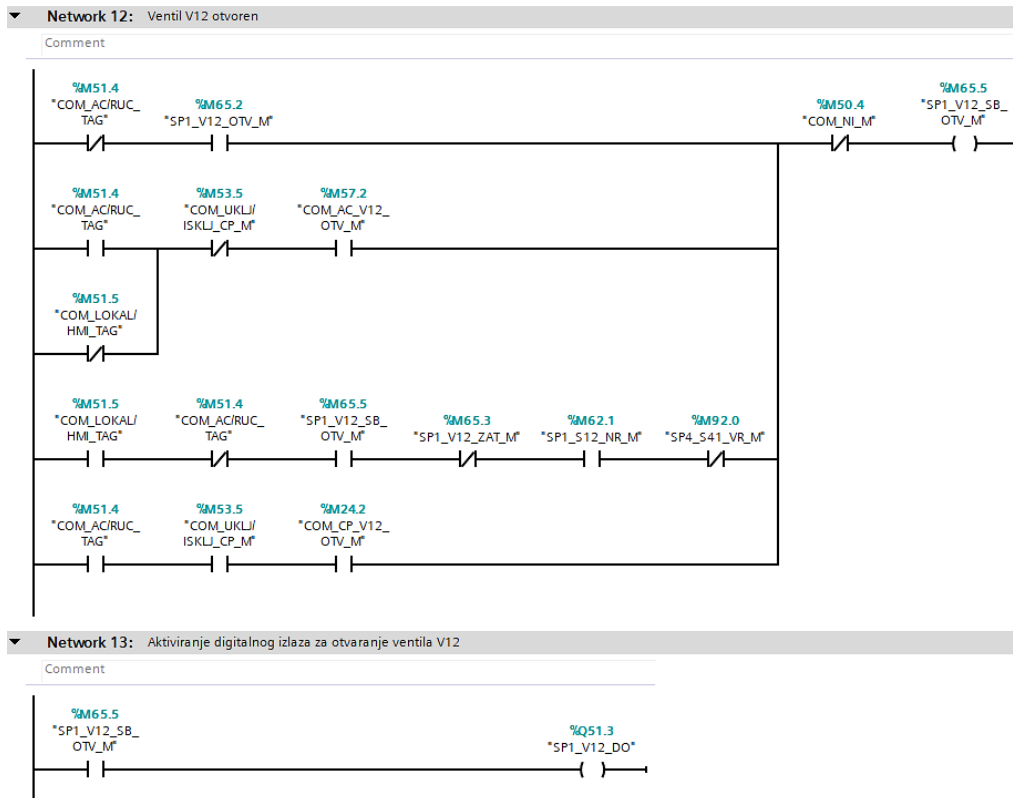 Network 12: Ventil V12 otvoren
Comment
%M51.4
"COM_AC/RUC_
TAG"
%M65.2
"SP1_V12_OTV_M"
%M50.4
"COM_NI_M"
%M65.5
"SP1_V12_SB_
OTV_M"
%M51.4
"COM_AC/RUC_
TAG"
%M53.5
"COM_UKLJ/
ISKLJ_CP_M"
%M57.2
"COM_AC_V12_
OTV_M"
%M51.5
"COM_LOKAL/
HMI_TAG"
%M51.5
"COM_LOKAL/
HMI_TAG"
%M51.4
"COM_AC/RUC_
TAG"
%M65.5
"SP1_V12_SB_
OTV_M"
%M65.3
"SP1_V12_ZAT_M"
%M62.1
"SP1_S12_NR_M"
%M92.0
"SP4_S41_VR_M"
%M51.4
"COM_AC/RUC_
TAG"
%M53.5
"COM_UKLJ/
ISKLJ_CP_M"
%M24.2
"COM_CP_V12_
OTV_M"
Network 13: Aktiviranje digitalnog izlaza za otvaranje ventila V12
Comment
%M65.5
"SP1_V12_SB_
OTV_M"
%Q51.3
"SP1_V12_DO"